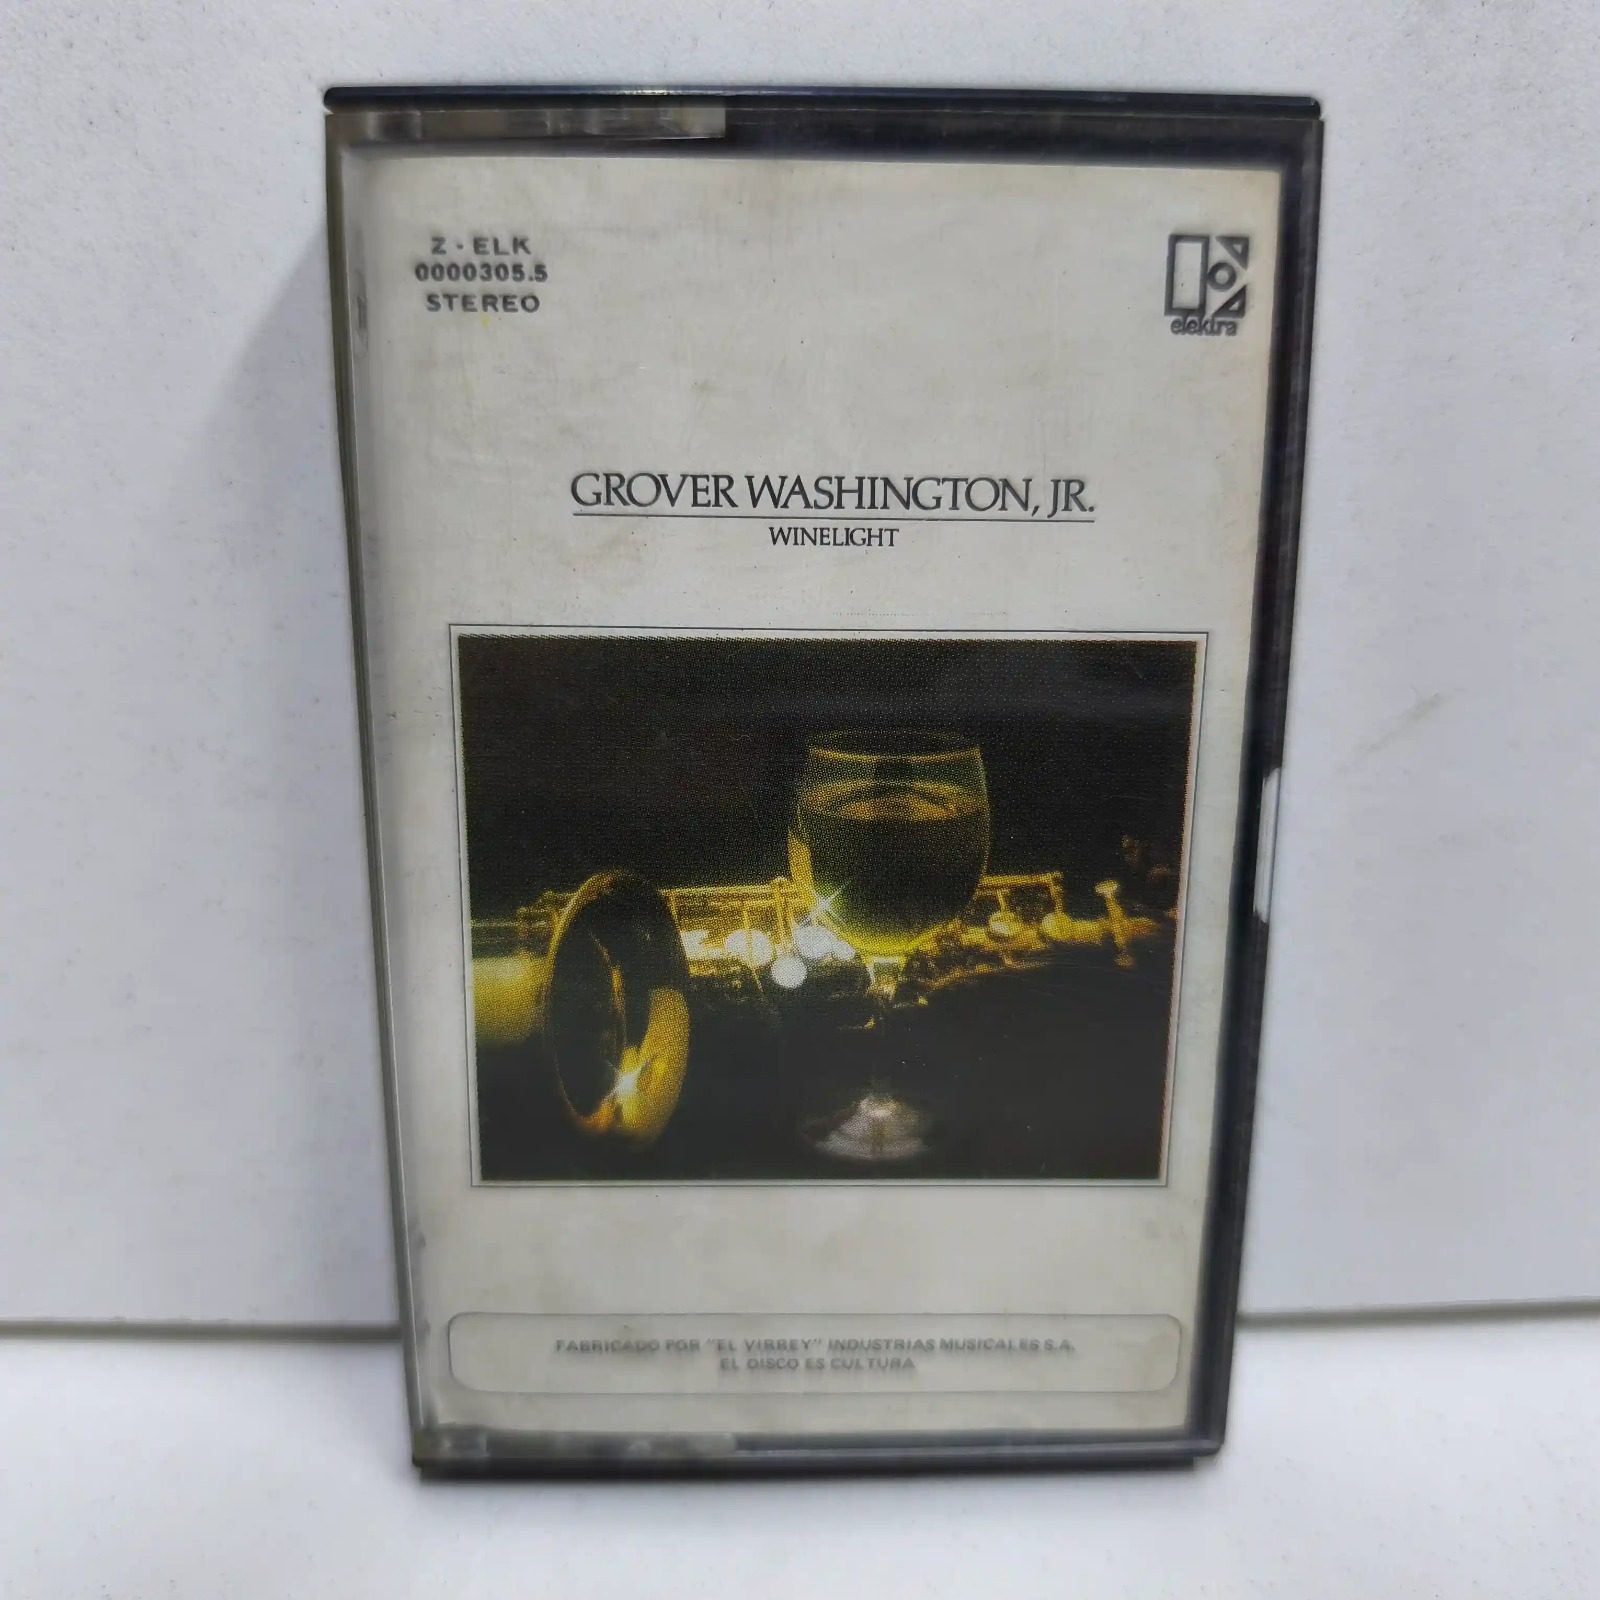 Z - ELK
0000305.5
STEREO
elektra
GROVER WASHINGTON, JR.
WINELIGHT
FABRICADO POR "EL VIRREY" INDUSTRIAS MUSICALES S.A.
EL DISCO ES CULTURA